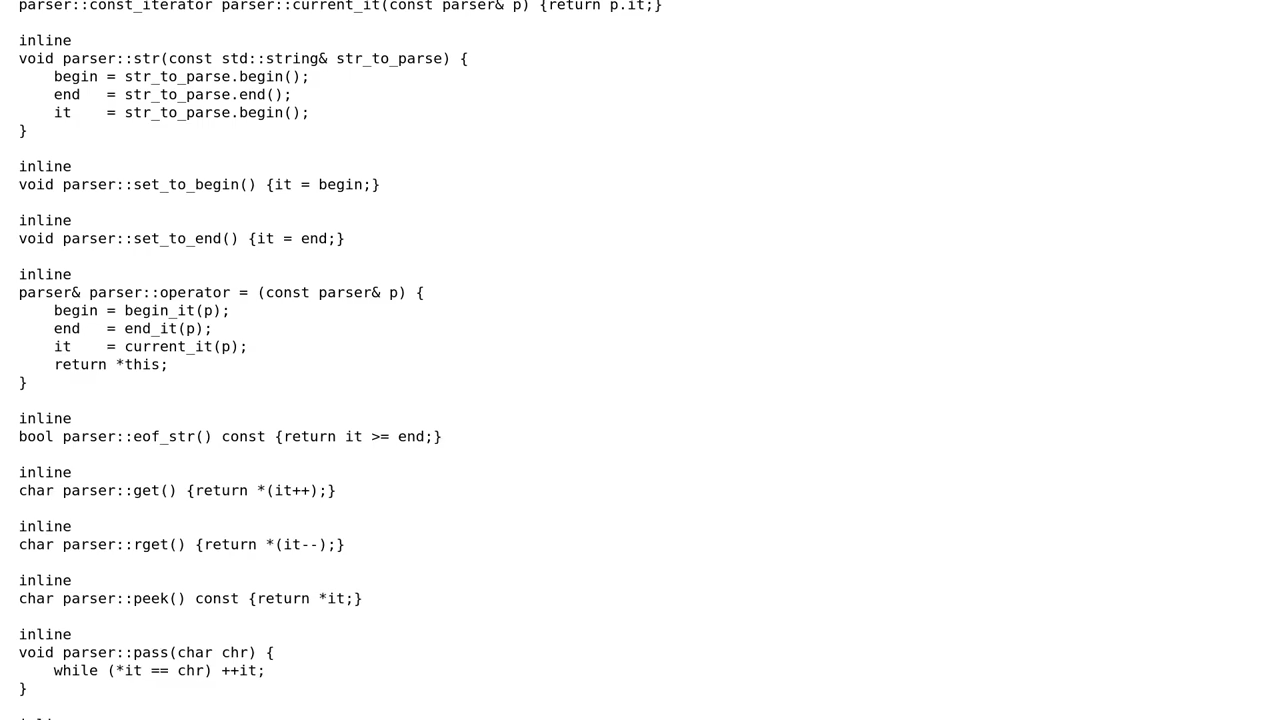 parser::const_iterator parser::current_it(const parser& p) {return p.it;}

inline
void parser::str(const std::string& str_to_parse) {
    begin = str_to_parse.begin();
    end   = str_to_parse.end();
    it    = str_to_parse.begin();
}

inline
void parser::set_to_begin() {it = begin;}

inline
void parser::set_to_end() {it = end;}

inline
parser& parser::operator = (const parser& p) {
    begin = begin_it(p);
    end   = end_it(p);
    it    = current_it(p);
    return *this;
}

inline
bool parser::eof_str() const {return it >= end;}

inline
char parser::get() {return *(it++);}

inline
char parser::rget() {return *(it--);}

inline
char parser::peek() const {return *it;}

inline
void parser::pass(char chr) {
    while (*it == chr) ++it;
}